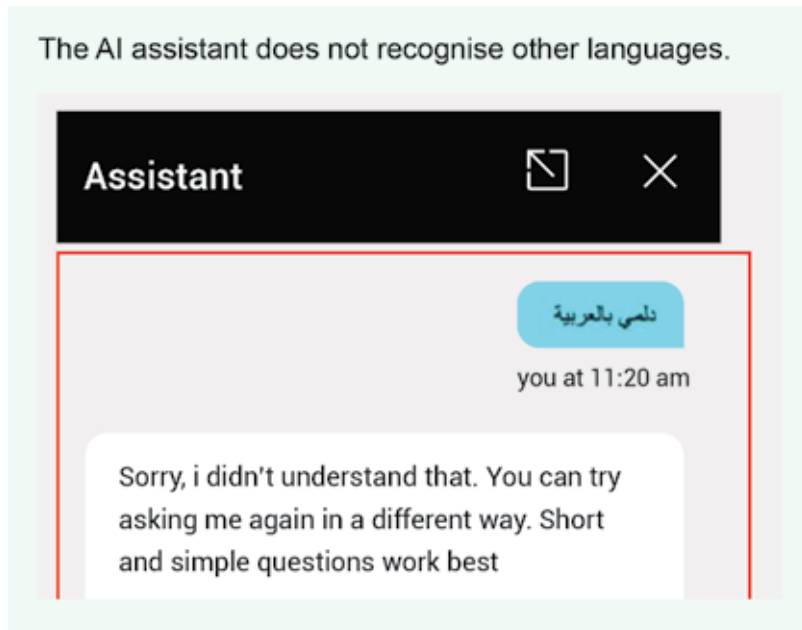 The AI assistant does not recognise other languages.
Assistant
دلمي بالعربية
you at 11:20 am
Sorry, i didn't understand that. You can try
asking me again in a different way. Short
and simple questions work best